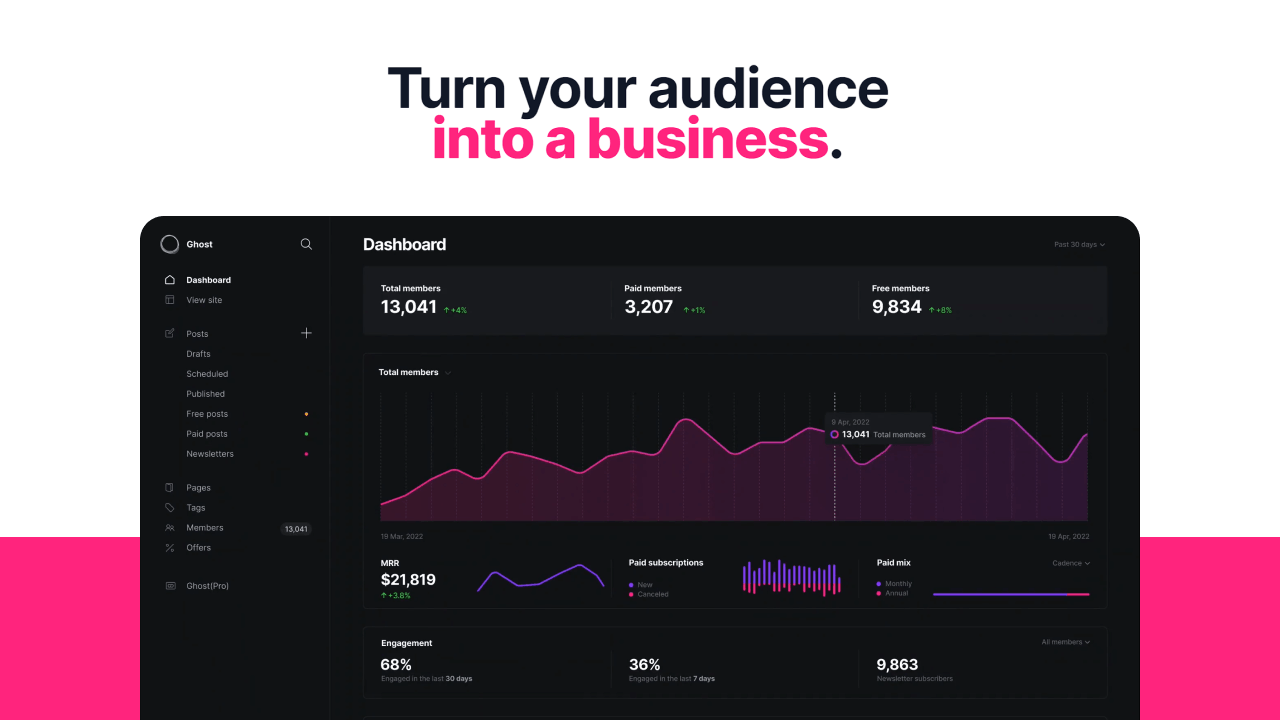 Turn your audience
into a business.
Ghost
Dashboard
View site
Posts
Drafts
Scheduled
Published
Free posts
Paid posts
Newsletters
Pages
Tags
Members 13,041
Offers
Ghost(Pro)
Dashboard
Past 30 days
Total members
13,041 +4%
Paid members
3,207 +1%
Free members
9,834 +8%
Total members
9 Apr, 2022
13,041 Total members
19 Mar, 2022
19 Apr, 2022
MRR
$21,819
+3.8%
Paid subscriptions
New
Canceled
Paid mix
Cadence
Monthly
Annual
Engagement
All members
68%
Engaged in the last 30 days
36%
Engaged in the last 7 days
9,863
Newsletter subscribers